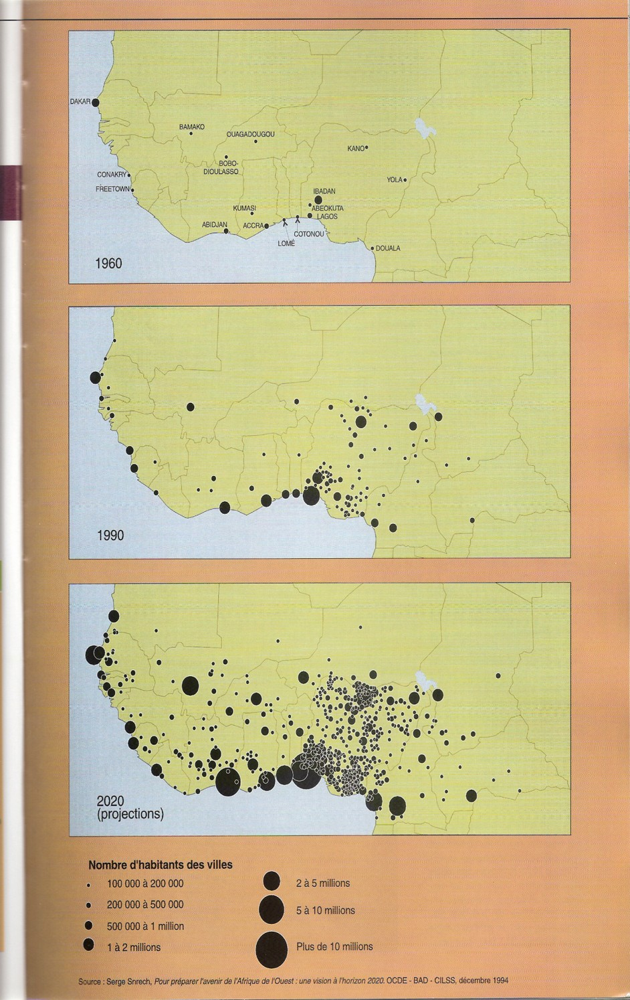 DAKAR
BAMAKO
OUAGADOUGOU
KANO
BOBO-
DIOULASSO
CONAKRY
YOLA
FREETOWN
IBADAN
KUMASI
ABEOKUTA
LAGOS
ABIDJAN
ACCRA
COTONOU
LOMÉ
DOUALA
1960
1990
2020
(projections)
Nombre d'habitants des villes
100 000 à 200 000
200 000 à 500 000
500 000 à 1 million
1 à 2 millions
2 à 5 millions
5 à 10 millions
Plus de 10 millions
Source : Serge Snrech, Pour préparer l'avenir de l'Afrique de l'Ouest : une vision à l'horizon 2020. OCDE - BAD - CILSS, décembre 1994